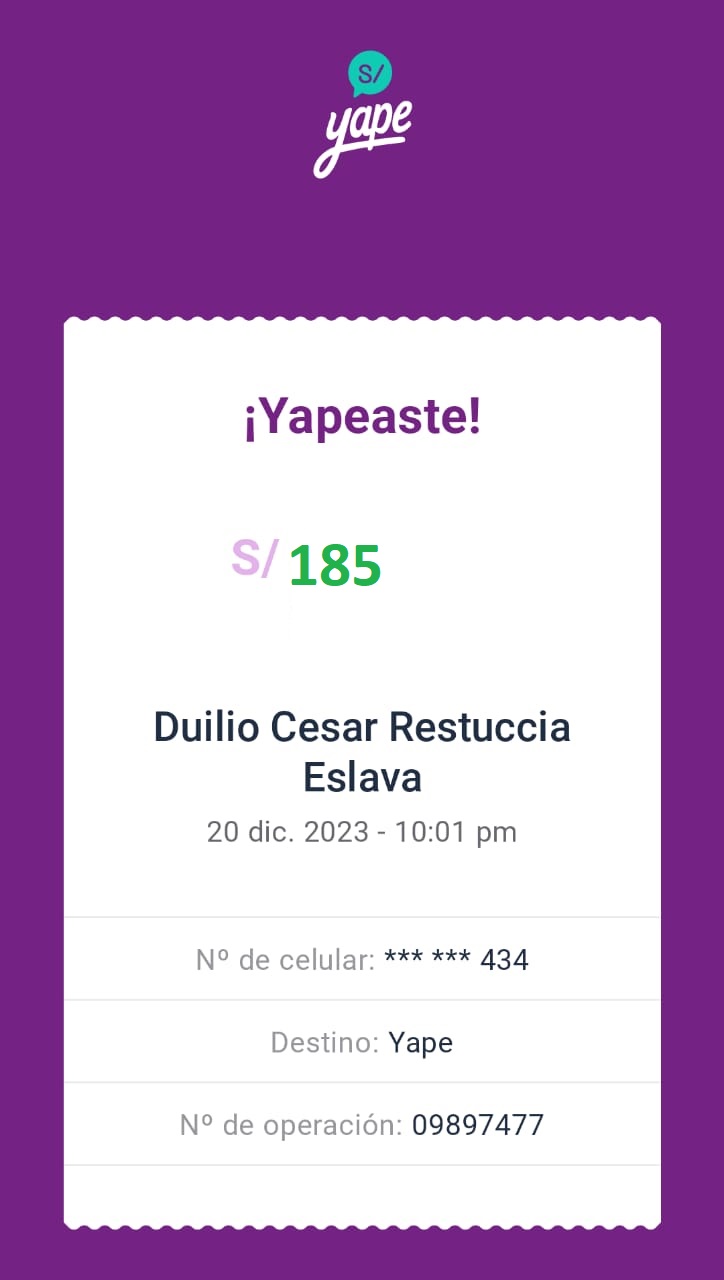 S/
yape
¡Yapeaste!
S/ 185
Duilio Cesar Restuccia
Eslava
20 dic. 2023 - 10:01 pm
Nº de celular: *** *** 434
Destino: Yape
Nº de operación: 09897477